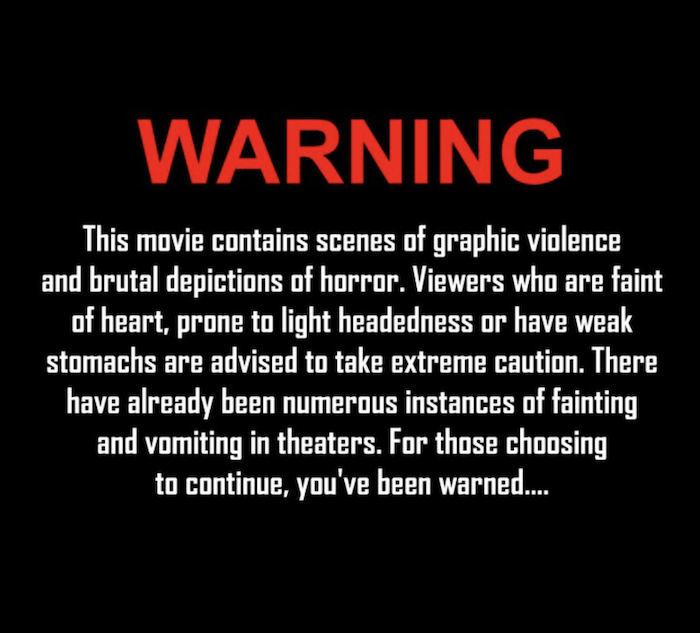 WARNING
This movie contains scenes of graphic violence
and brutal depictions of horror. Viewers who are faint
of heart, prone to light headedness or have weak
stomachs are advised to take extreme caution. There
have already been numerous instances of fainting
and vomiting in theaters. For those choosing
to continue, you've been warned....